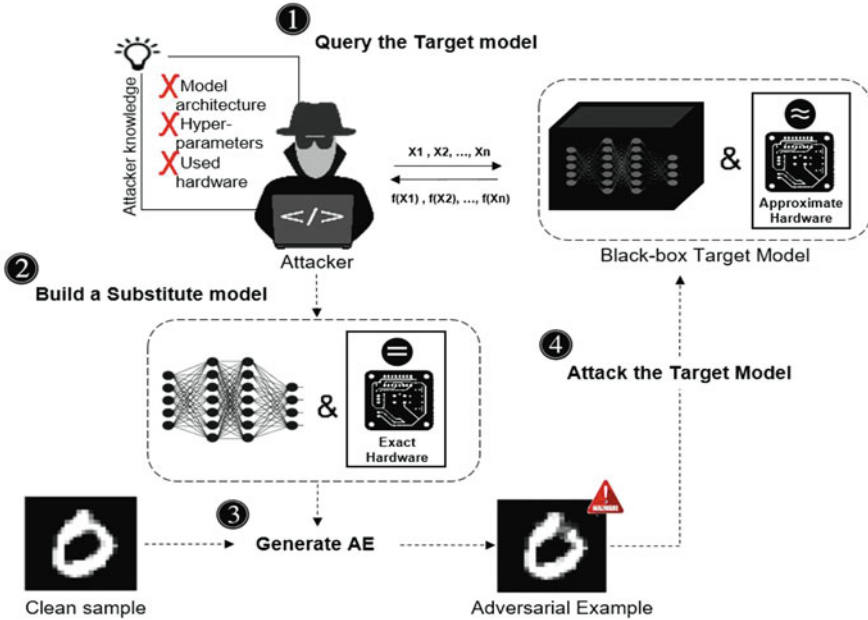 1 Query the Target model
Attacker knowledge
X Model
architecture
X Hyper-
parameters
X Used
hardware
</>
Attacker
X1 , X2, ..., Xn
f(X1) , f(X2), ..., f(Xn)
&
≈
Approximate
Hardware
Black-box Target Model
2 Build a Substitute model
&
=
Exact
Hardware
4
Attack the Target Model
3
Generate AE
Clean sample
MALWARE
Adversarial Example